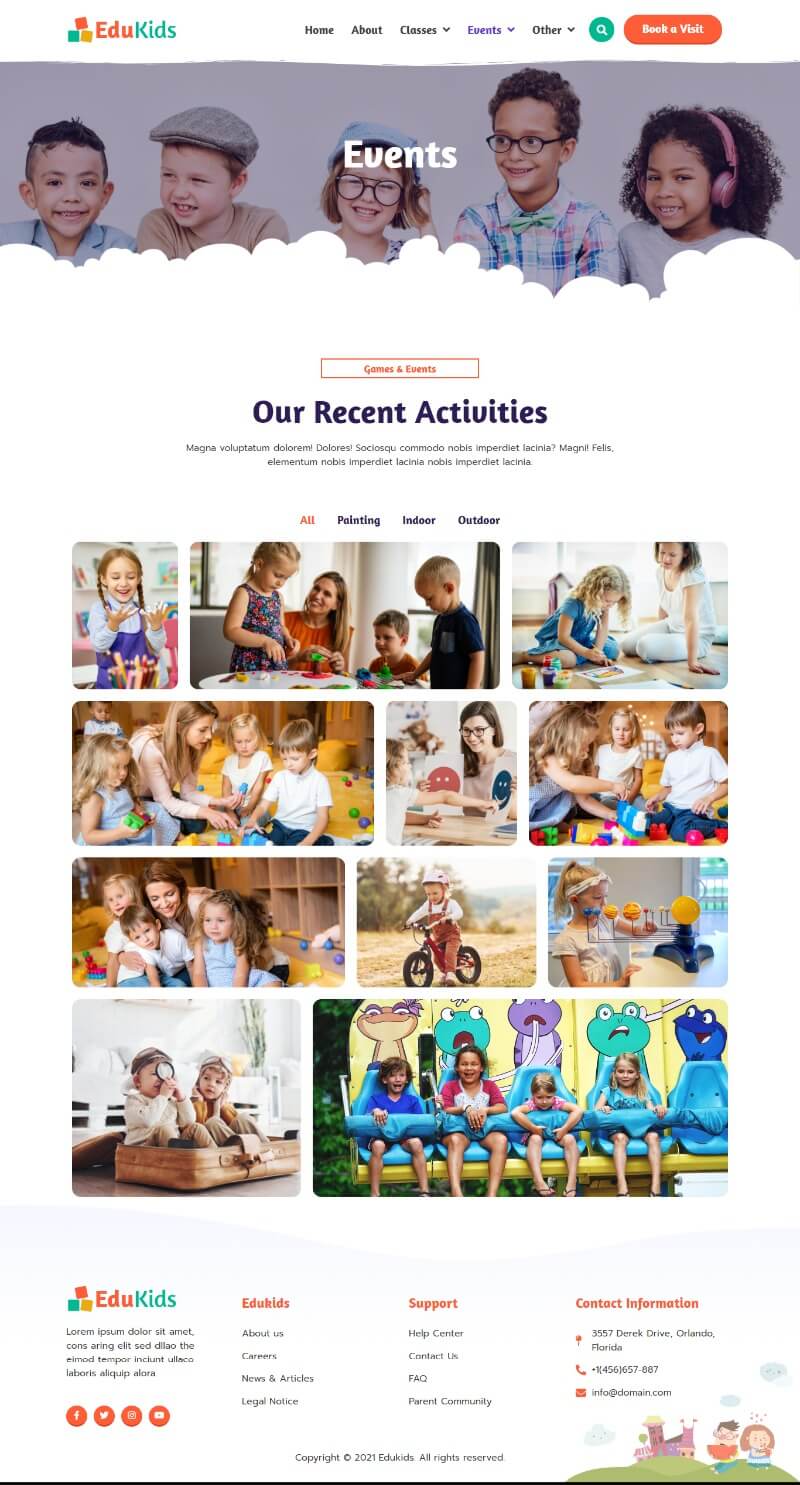 EduKids
Home About Classes Events Other Book a Visit
Events
Games & Events
Our Recent Activities
Magna voluptatum dolorem! Dolores! Sociosqu commodo nobis imperdiet lacinia? Magni! Felis,
elementum nobis imperdiet lacinia nobis imperdiet lacinia.
All Painting Indoor Outdoor
EduKids
Lorem ipsum dolor sit amet,
cons aring elit sed dllao the
eimod tempor inciunt ullaco
laboris aliquip alora
Edukids
About us
Careers
News & Articles
Legal Notice
Support
Help Center
Contact Us
FAQ
Parent Community
Contact Information
3557 Derek Drive, Orlando,
Florida
+1(456)657-887
info@domain.com
Copyright © 2021 Edukids. All rights reserved.